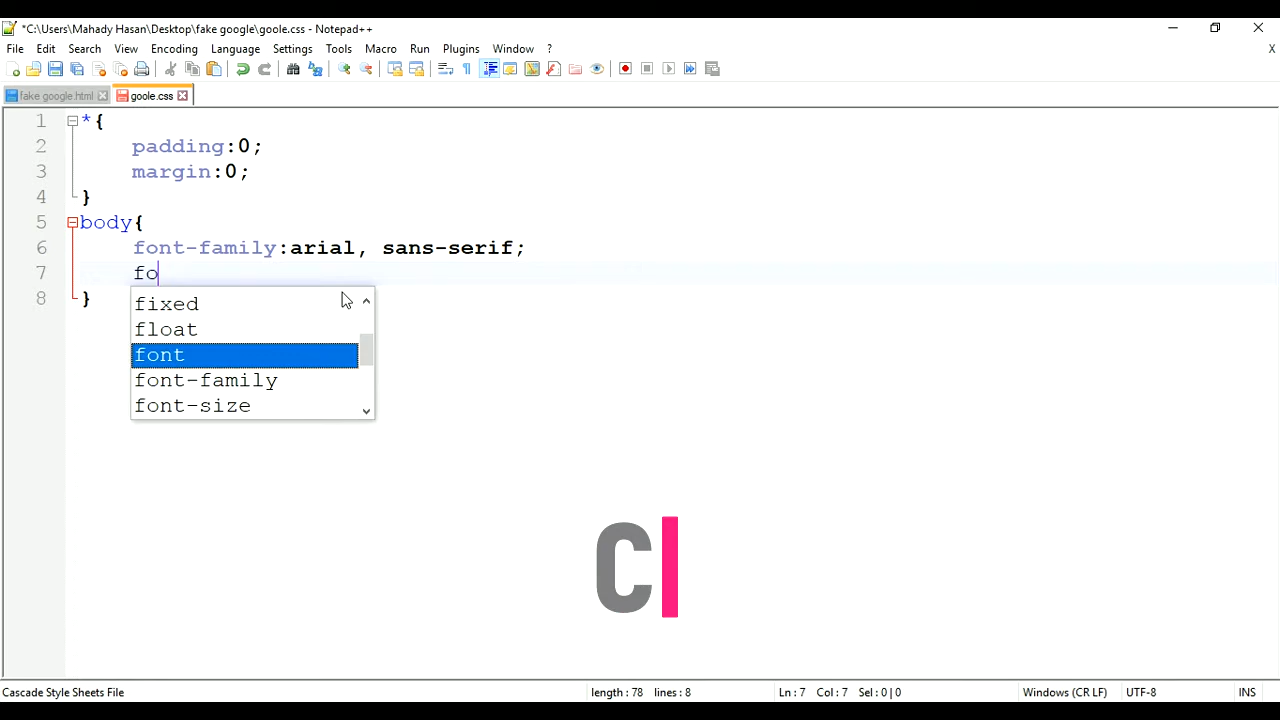 *C:\Users\Mahady Hasan\Desktop\fake google\goole.css - Notepad++
File Edit Search View Encoding Language Settings Tools Macro Run Plugins Window ? X
fake google.html goole.css
1 *{
2 padding:0;
3 margin:0;
4 }
5 body{
6 font-family:arial, sans-serif;
7 fo
8 }
fixed
float
font
font-family
font-size
C
Cascade Style Sheets File length : 78 lines : 8 Ln : 7 Col : 7 Sel : 0 | 0 Windows (CR LF) UTF-8 INS